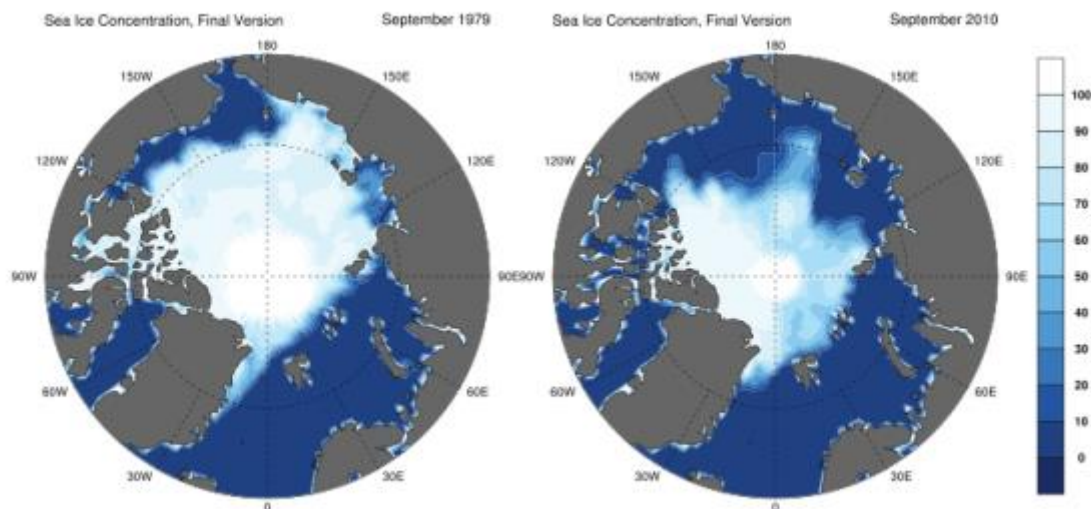 Sea Ice Concentration, Final Version September 1979
180
150W 150E
120W 120E
90W 90E
60W 60E
30W 30E
0
Sea Ice Concentration, Final Version September 2010
180
150W 150E
120W 120E
90W 90E
60W 60E
30W 30E
0
100
90
80
70
60
50
40
30
20
10
0